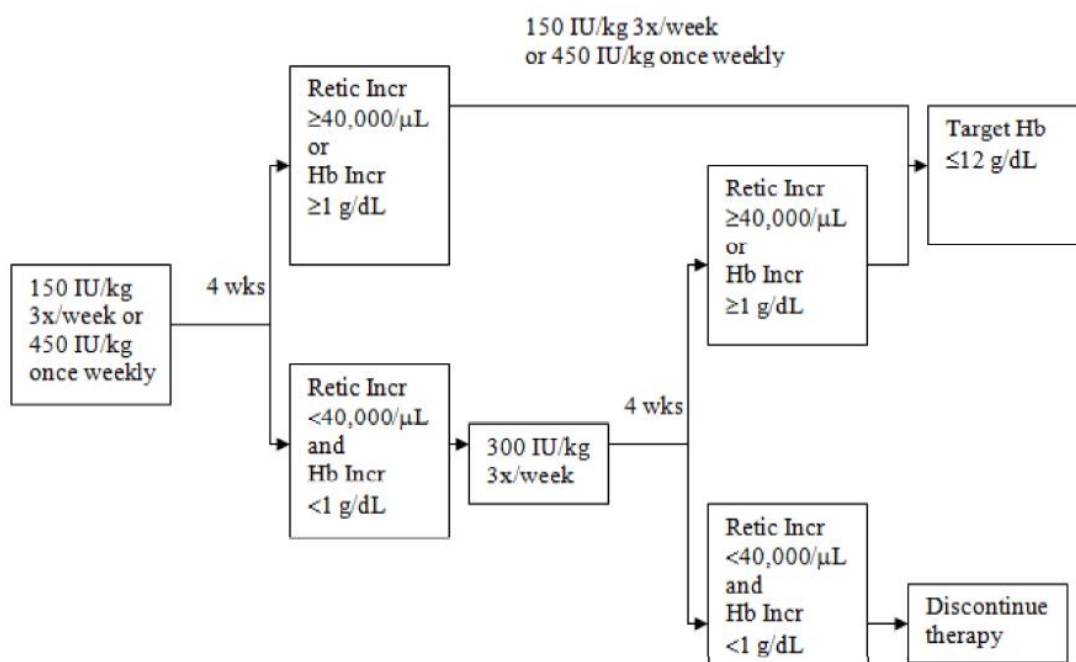 150 IU/kg 3x/week
or 450 IU/kg once weekly
Retic Incr
≥40,000/μL
or
Hb Incr
≥1 g/dL
Target Hb
≤12 g/dL
Retic Incr
≥40,000/μL
or
Hb Incr
≥1 g/dL
150 IU/kg
3x/week or
450 IU/kg
once weekly
4 wks
Retic Incr
<40,000/μL
and
Hb Incr
<1 g/dL
300 IU/kg
3x/week
4 wks
Retic Incr
<40,000/μL
and
Hb Incr
<1 g/dL
Discontinue
therapy